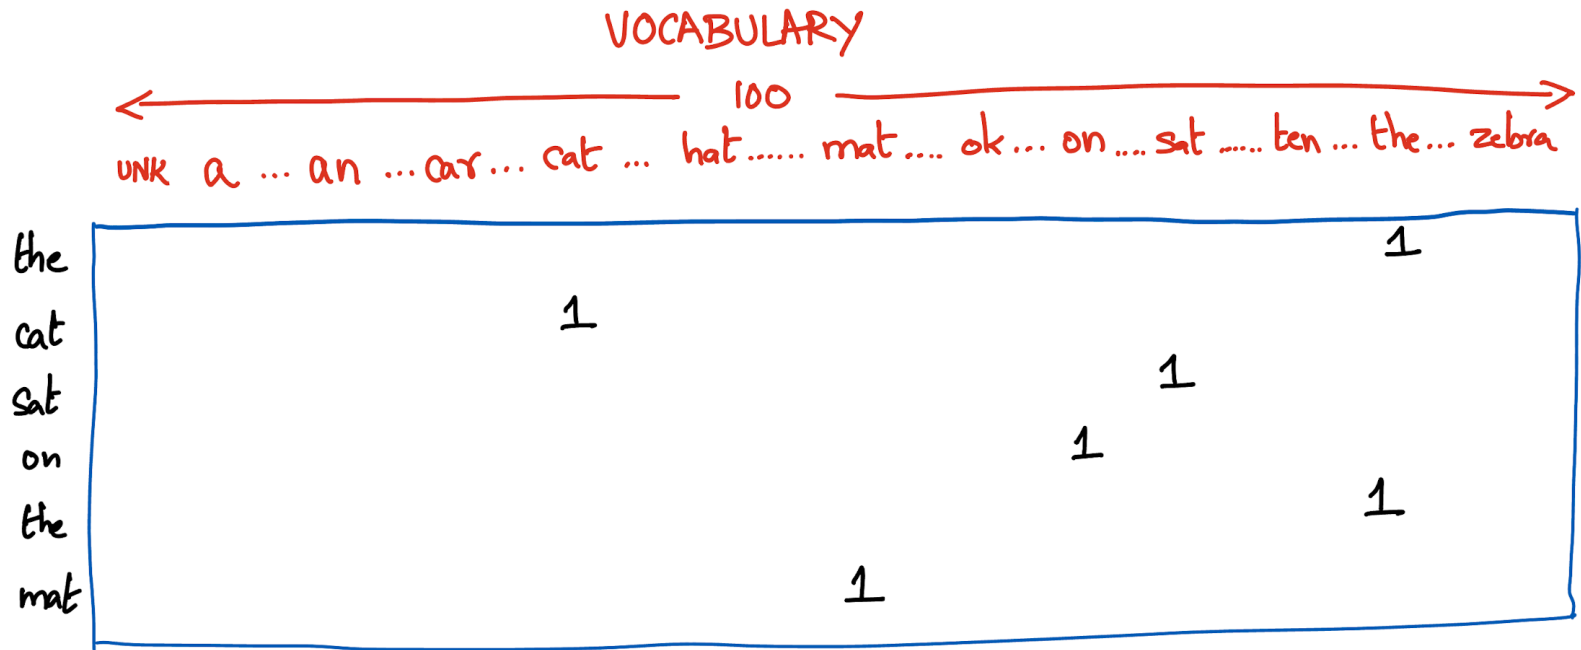 VOCABULARY
100
UNK a ... an ... car... cat ... hat...... mat.... ok... on .... sat ...... ten ... the... zebra
the 1
cat 1
sat 1
on 1
the 1
mat 1